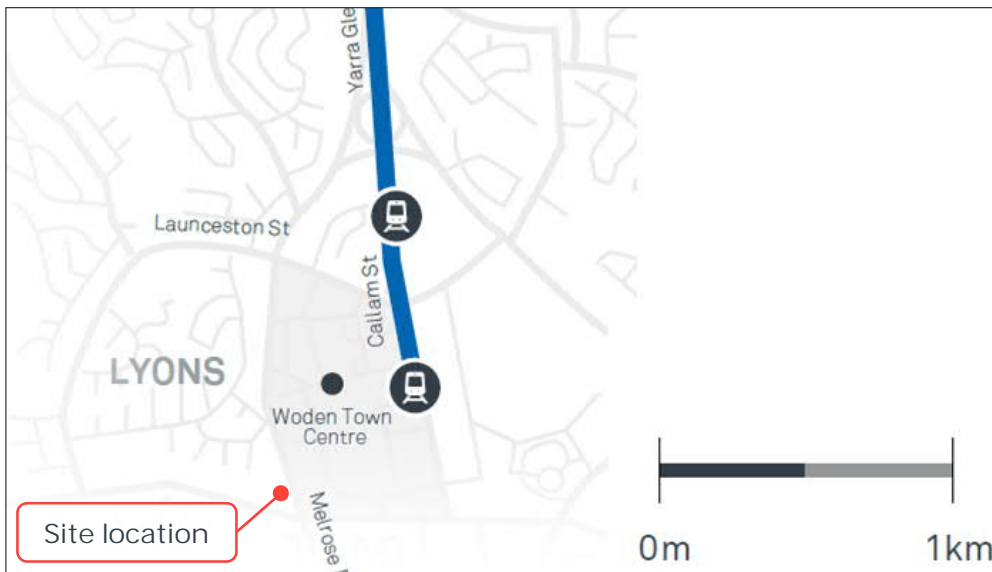 Yarra Gle
Launceston St
Callam St
LYONS
Woden Town
Centre
Melrose
Site location
0m
1km